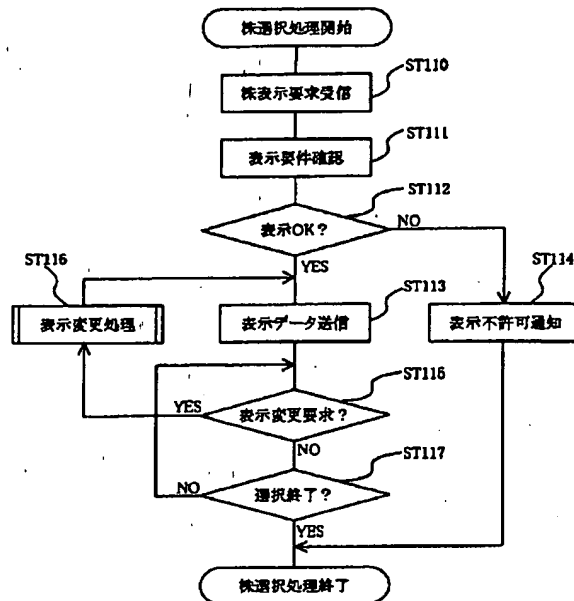 株選択処理開始
ST110
株表示要求受信
ST111
表示要件確認
ST112
表示OK?
NO
YES
ST116
ST113
ST114
表示変更処理
表示データ送信
表示不許可通知
ST115
表示変更要求?
YES
NO
ST117
選択終了?
NO
YES
株選択処理終了